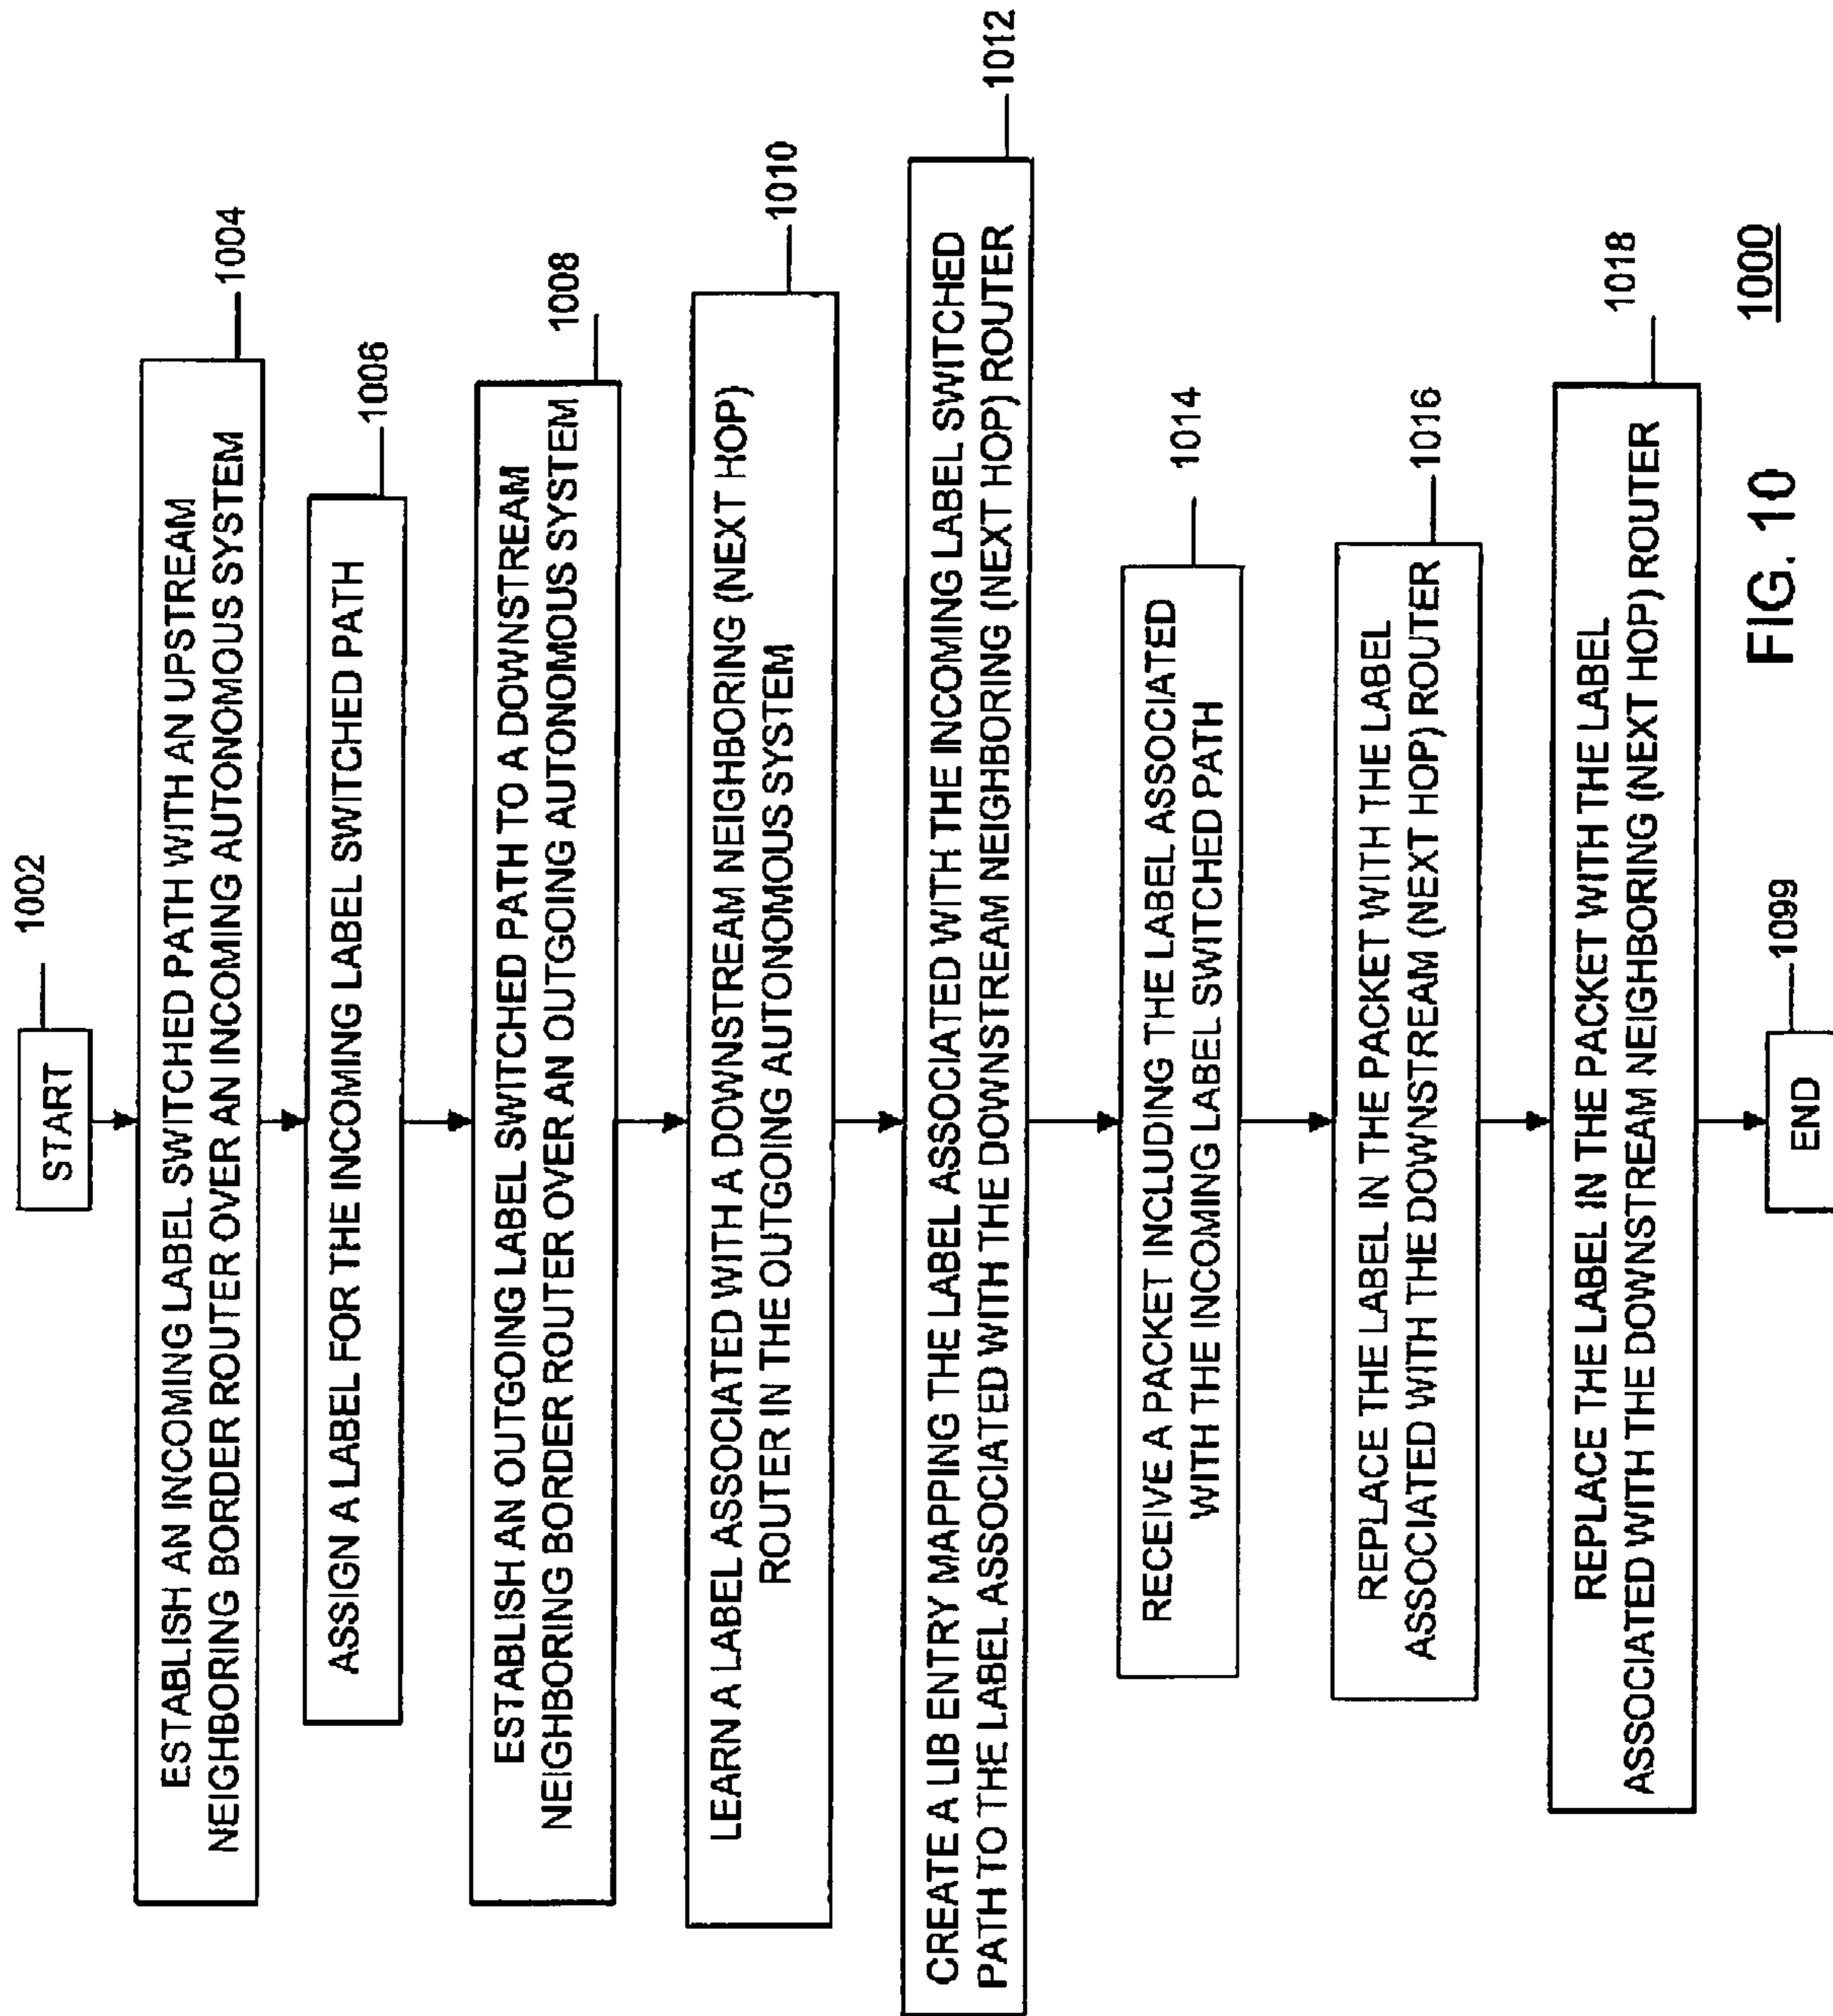 START
1002
ESTABLISH AN INCOMING LABEL SWITCHED PATH WITH AN UPSTREAM
NEIGHBORING BORDER ROUTER OVER AN INCOMING AUTONOMOUS SYSTEM
1004
ASSIGN A LABEL FOR THE INCOMING LABEL SWITCHED PATH
1006
ESTABLISH AN OUTGOING LABEL SWITCHED PATH TO A DOWNSTREAM
NEIGHBORING BORDER ROUTER OVER AN OUTGOING AUTONOMOUS SYSTEM
1008
LEARN A LABEL ASSOCIATED WITH A DOWNSTREAM NEIGHBORING (NEXT HOP)
ROUTER IN THE OUTGOING AUTONOMOUS SYSTEM
1010
CREATE A LIB ENTRY MAPPING THE LABEL ASSOCIATED WITH THE INCOMING LABEL SWITCHED
PATH TO THE LABEL ASSOCIATED WITH THE DOWNSTREAM NEIGHBORING (NEXT HOP) ROUTER
1012
RECEIVE A PACKET INCLUDING THE LABEL ASSOCIATED
WITH THE INCOMING LABEL SWITCHED PATH
1014
REPLACE THE LABEL IN THE PACKET WITH THE LABEL
ASSOCIATED WITH THE DOWNSTREAM (NEXT HOP) ROUTER
1016
REPLACE THE LABEL IN THE PACKET WITH THE LABEL
ASSOCIATED WITH THE DOWNSTREAM NEIGHBORING (NEXT HOP) ROUTER
1018
END
1099
FIG. 10
1000